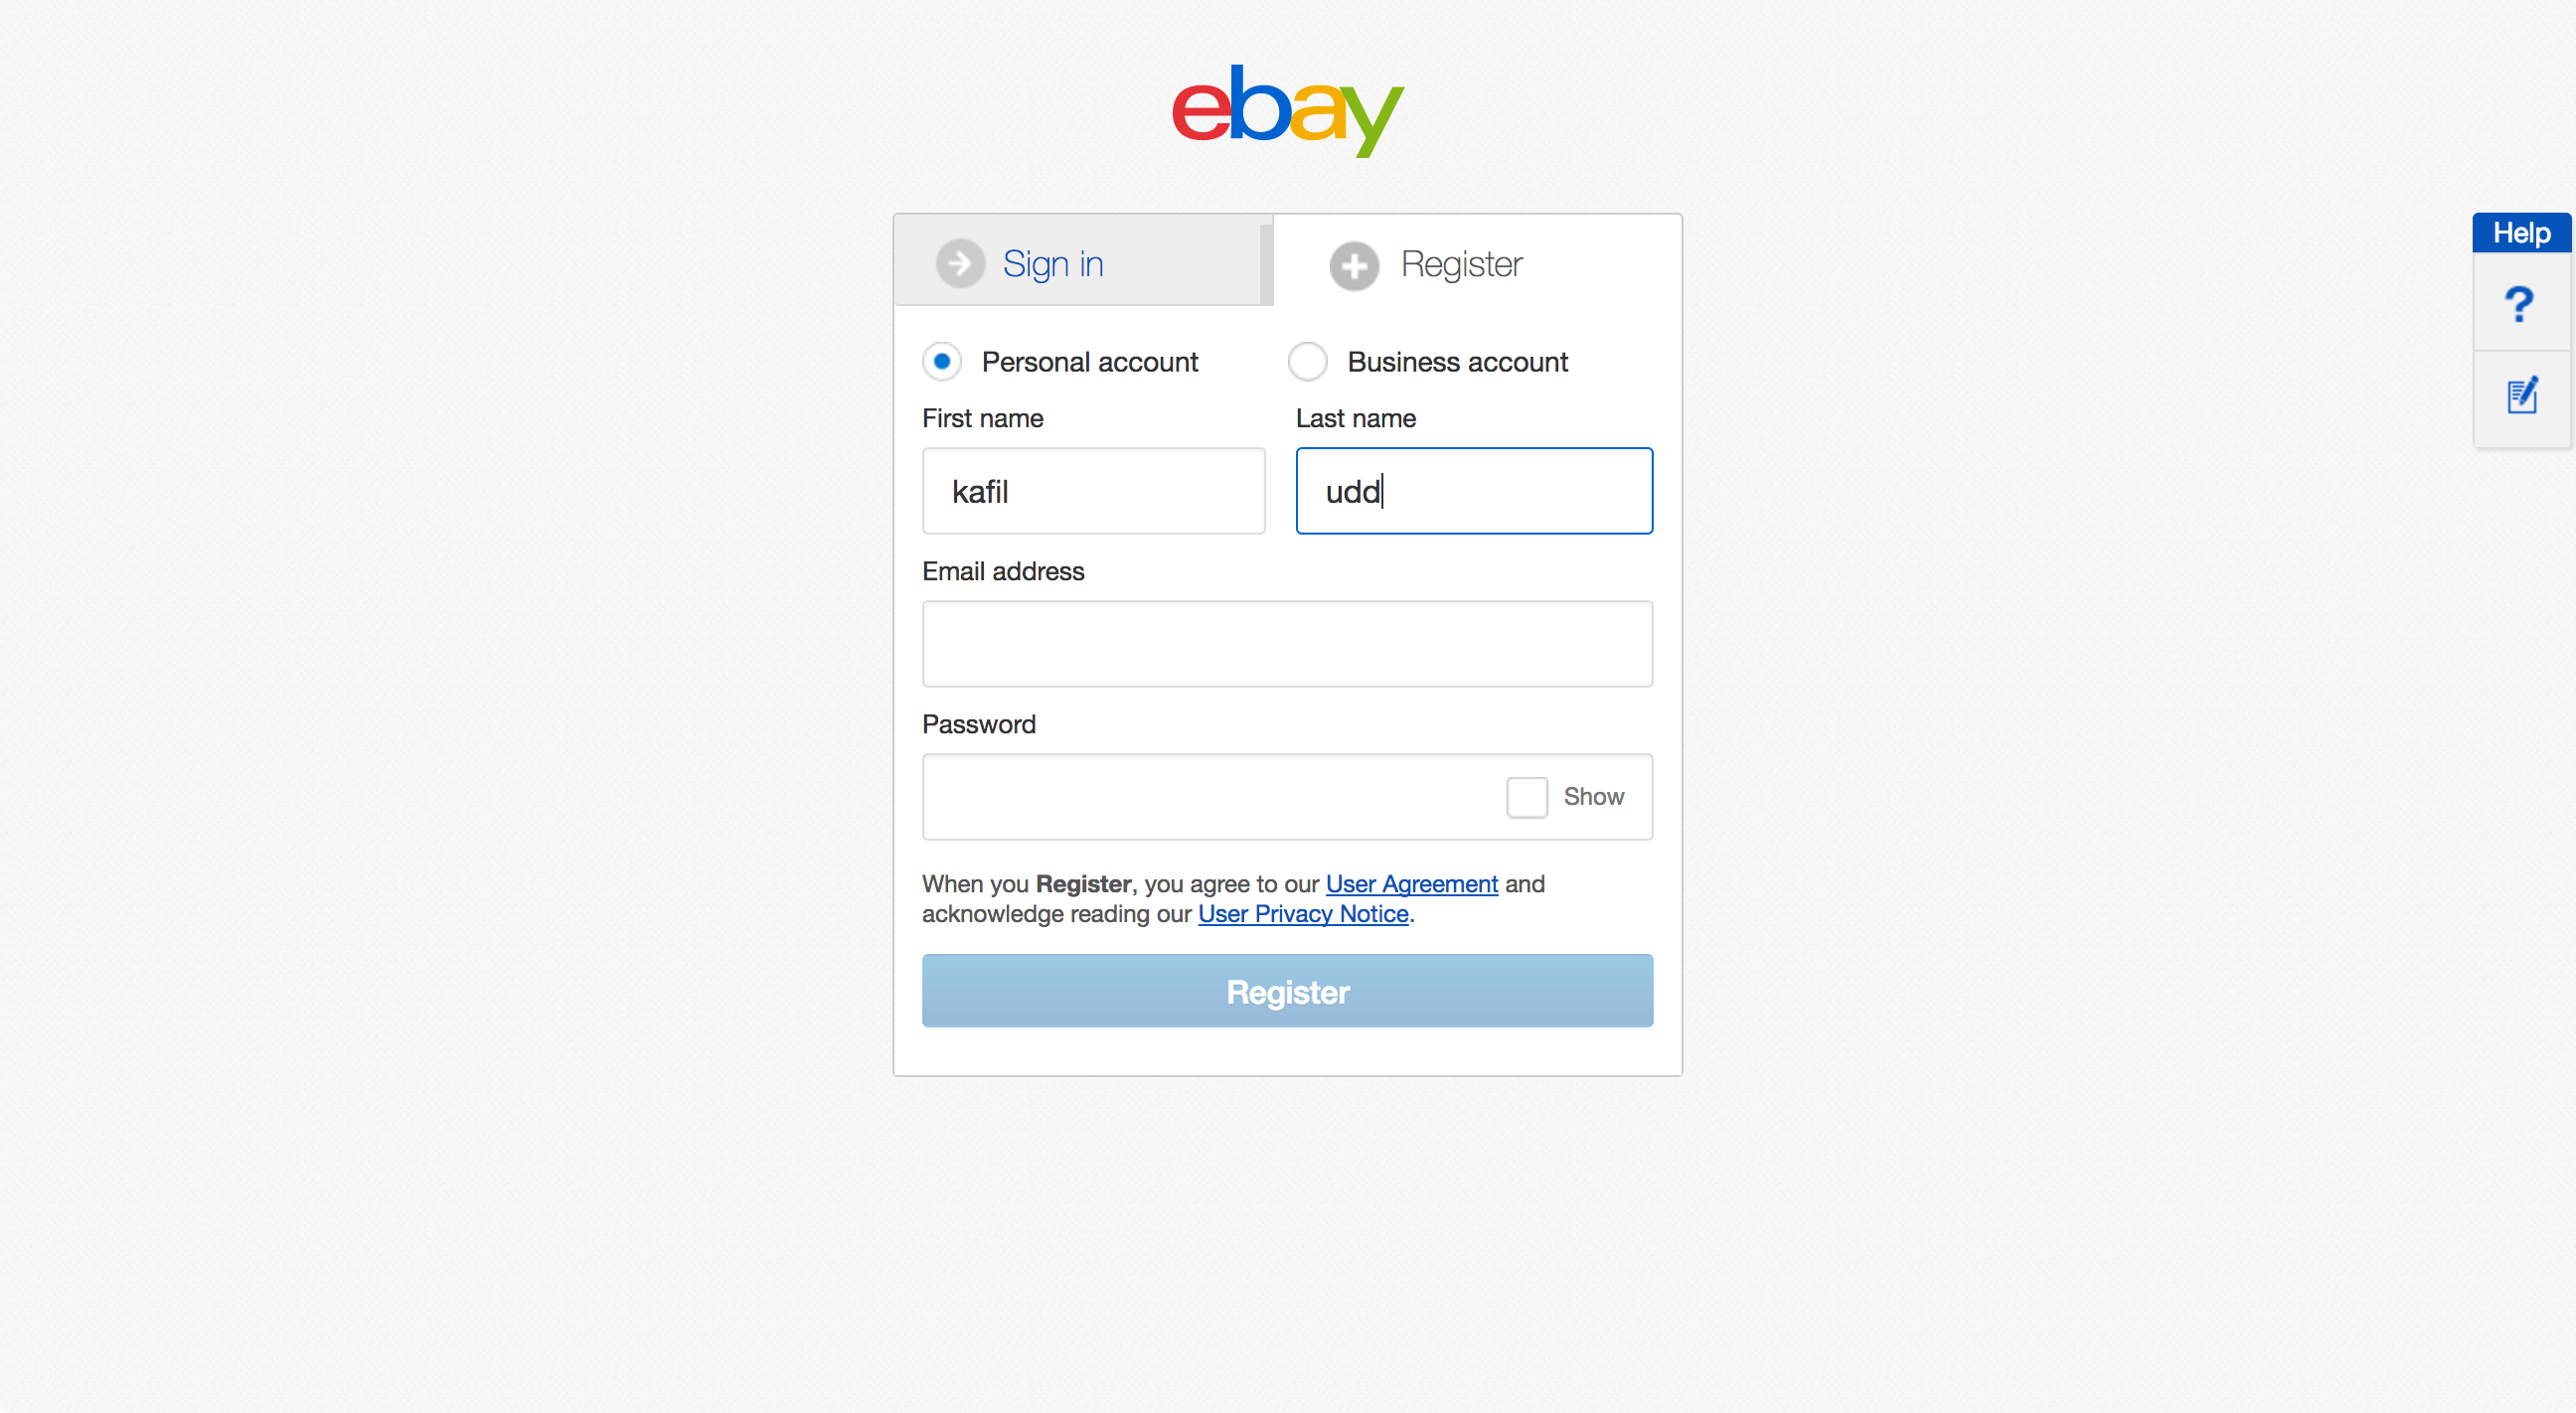 ebay
Sign in
Register
Help
?
Personal account
Business account
First name
Last name
kafil
udd
Email address
Password
Show
When you Register, you agree to our User Agreement and
acknowledge reading our User Privacy Notice.
Register